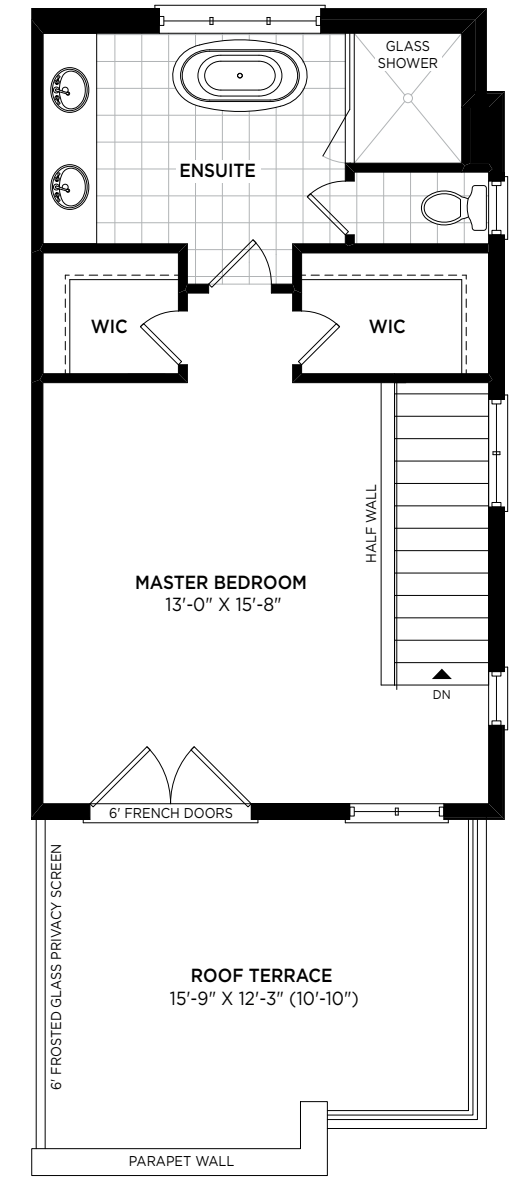 GLASS
SHOWER
ENSUITE
WIC
WIC
HALF WALL
MASTER BEDROOM
13'-0" X 15'-8"
DN
6' FRENCH DOORS
6' FROSTED GLASS PRIVACY SCREEN
ROOF TERRACE
15'-9" X 12'-3" (10'-10")
PARAPET WALL